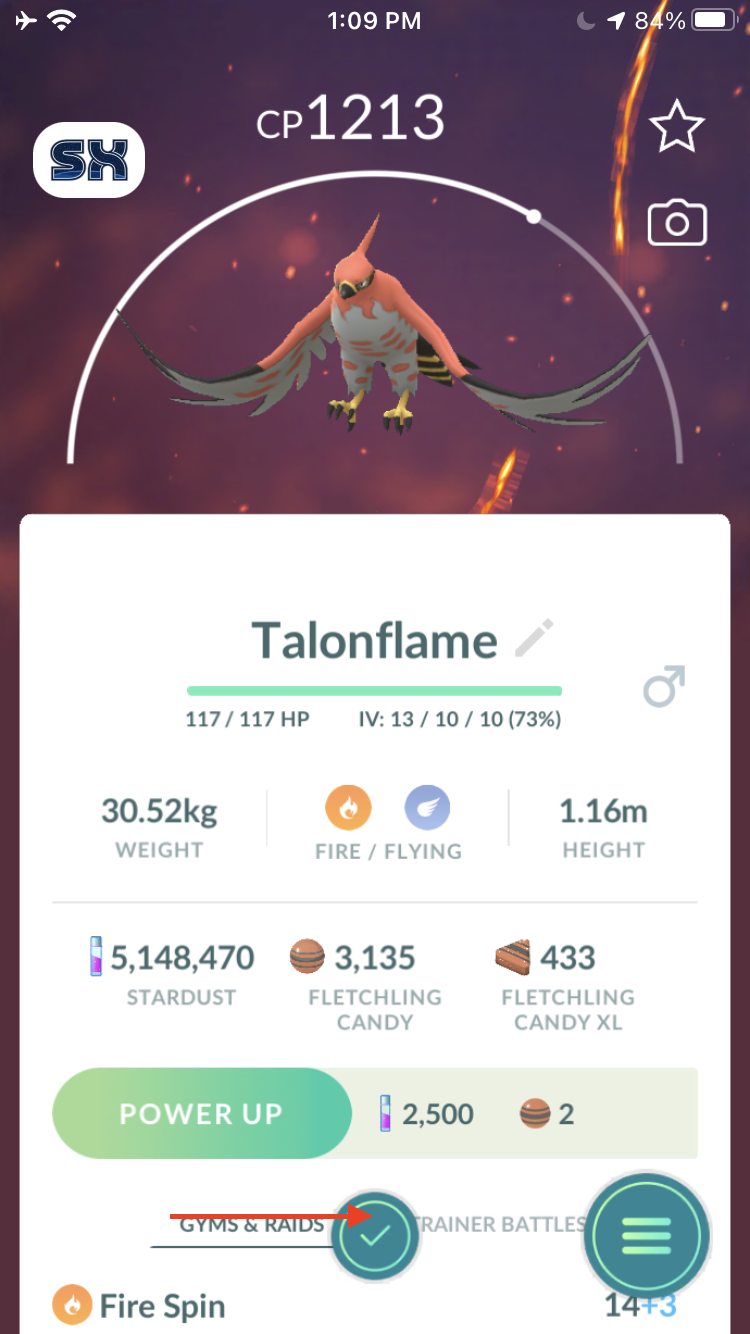 1:09 PM
84%
SX
CP1213
Talonflame
117 / 117 HP
IV: 13 / 10 / 10 (73%)
30.52kg
WEIGHT
FIRE / FLYING
1.16m
HEIGHT
5,148,470
STARDUST
3,135
FLETCHLING
CANDY
433
FLETCHLING
CANDY XL
POWER UP
2,500
2
GYMS & RAIDS
TRAINER BATTLES
Fire Spin
14+3